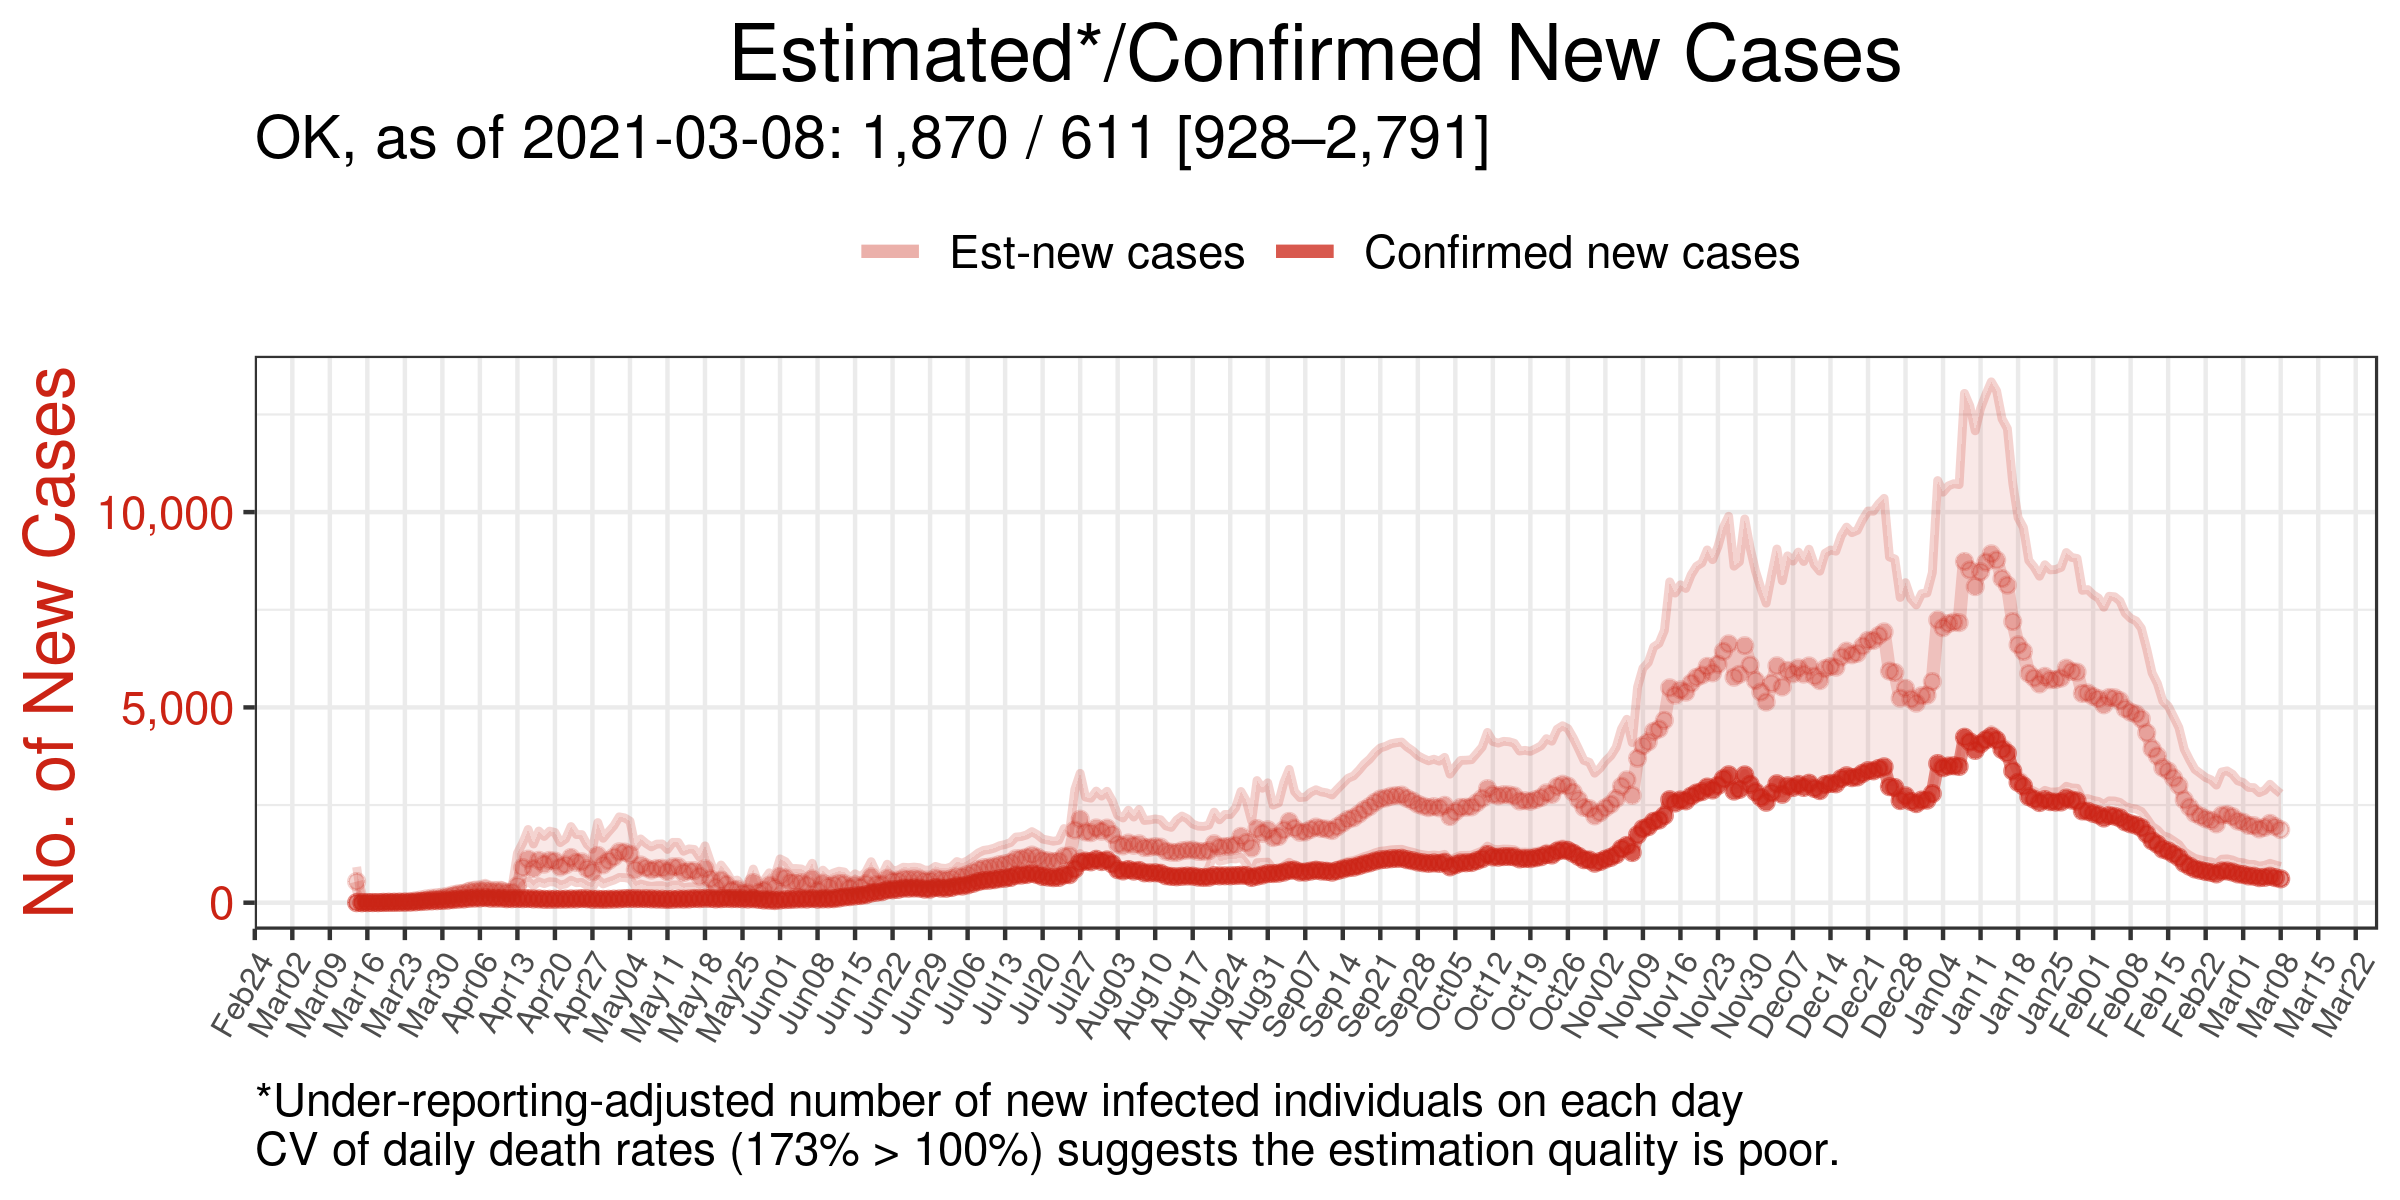 Estimated*/Confirmed New Cases
OK, as of 2021-03-08: 1,870 / 611 [928–2,791]
Est-new cases
Confirmed new cases
No. of New Cases
10,000
5,000
0
Feb24
Mar02
Mar09
Mar16
Mar23
Mar30
Apr06
Apr13
Apr20
Apr27
May04
May11
May18
May25
Jun01
Jun08
Jun15
Jun22
Jun29
Jul06
Jul13
Jul20
Jul27
Aug03
Aug10
Aug17
Aug24
Aug31
Sep07
Sep14
Sep21
Sep28
Oct05
Oct12
Oct19
Oct26
Nov02
Nov09
Nov16
Nov23
Nov30
Dec07
Dec14
Dec21
Dec28
Jan04
Jan11
Jan18
Jan25
Feb01
Feb08
Feb15
Feb22
Mar01
Mar08
Mar15
Mar22
*Under-reporting-adjusted number of new infected individuals on each day
CV of daily death rates (173% > 100%) suggests the estimation quality is poor.